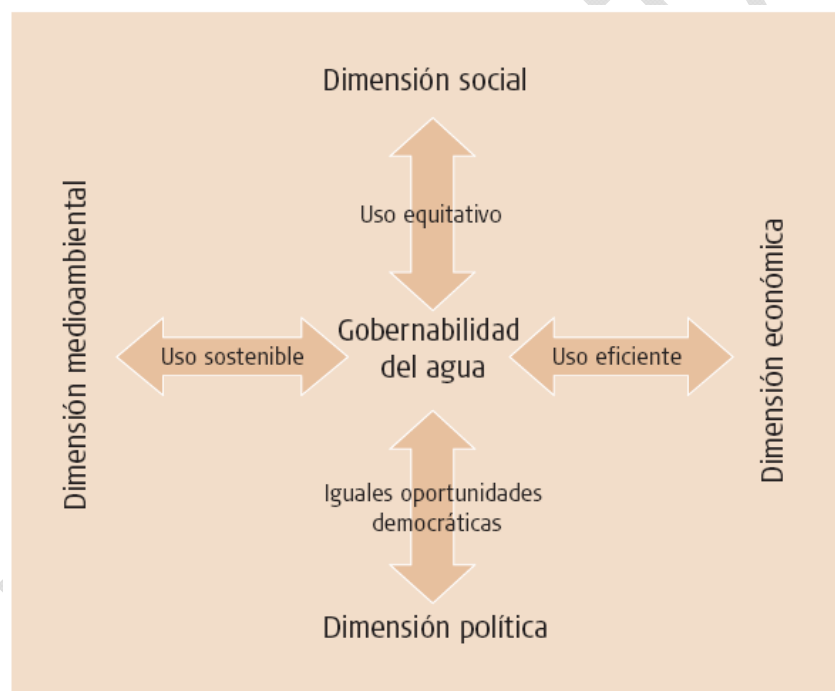 Dimensión social
Uso equitativo
Dimensión medioambiental
Uso sostenible
Gobernabilidad
del agua
Uso eficiente
Dimensión económica
Iguales oportunidades
democráticas
Dimensión política